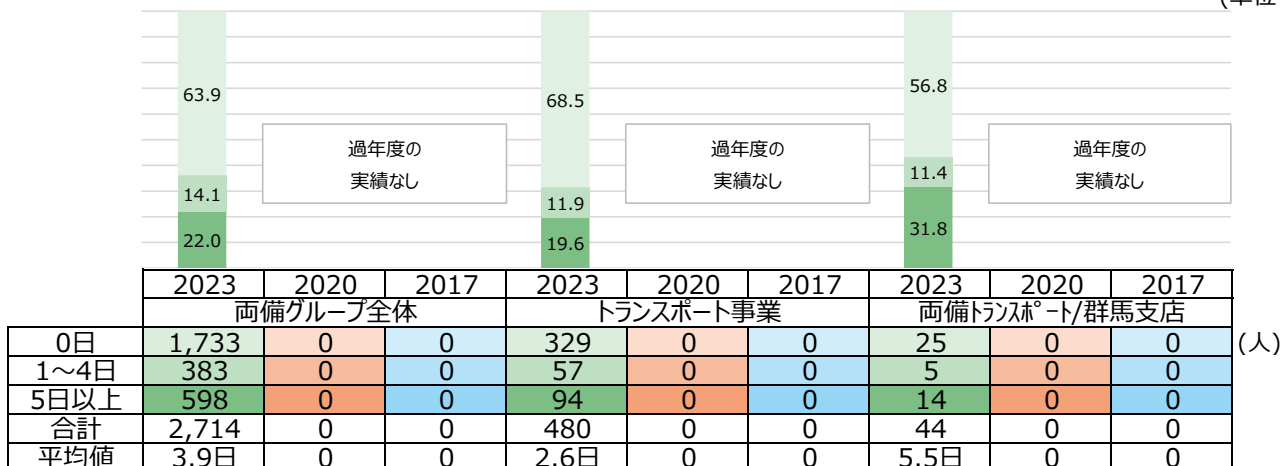 (単位
63.9 68.5 56.8
過年度の 過年度の 過年度の
実績なし 実績なし 実績なし
14.1 11.9 11.4
22.0 19.6 31.8
2023 2020 2017 2023 2020 2017 2023 2020 2017
両備グループ全体 トランスポート事業 両備トランスポート/群馬支店
0日 1,733 0 0 329 0 0 25 0 0 (人)
1～4日 383 0 0 57 0 0 5 0 0
5日以上 598 0 0 94 0 0 14 0 0
合計 2,714 0 0 480 0 0 44 0 0
平均値 3.9日 0 0 2.6日 0 0 5.5日 0 0